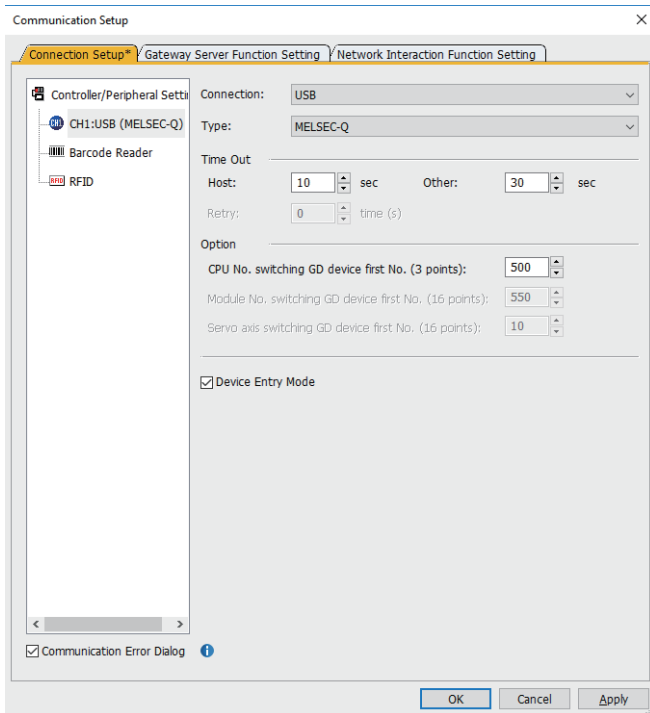 Communication Setup
Connection Setup* Gateway Server Function Setting Network Interaction Function Setting
Controller/Peripheral Setti
CH1 CH1:USB (MELSEC-Q)
Barcode Reader
RFID RFID
Connection: USB
Type: MELSEC-Q
Time Out
Host: 10 sec Other: 30 sec
Retry: 0 time (s)
Option
CPU No. switching GD device first No. (3 points): 500
Module No. switching GD device first No. (16 points): 550
Servo axis switching GD device first No. (16 points): 10
Device Entry Mode
Communication Error Dialog
OK Cancel Apply